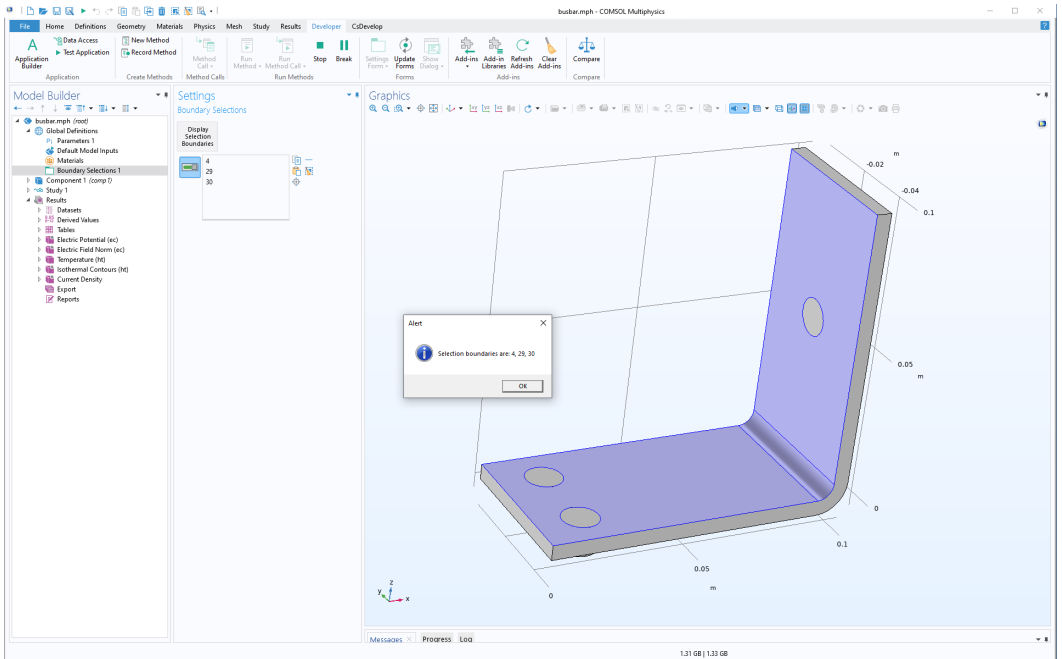 busbar.mph - COMSOL Multiphysics
File Home Definitions Geometry Materials Physics Mesh Study Results Developer CsDevelop
Application Builder
Data Access
Test Application
Application
New Method
Record Method
Create Methods
Method Call
Method Calls
Run Method
Run Method Call
Stop
Break
Run Methods
Settings Form
Update Forms
Show Dialog
Forms
Add-ins
Add-in Libraries
Refresh Add-ins
Clear Add-ins
Add-ins
Compare
Compare
Model Builder
busbar.mph (root)
Global Definitions
Pi Parameters 1
Default Model Inputs
Materials
Boundary Selections 1
Component 1 (comp1)
Study 1
Results
Datasets
Derived Values
Tables
Electric Potential (ec)
Electric Field Norm (ec)
Temperature (ht)
Isothermal Contours (ht)
Current Density
Export
Reports
Settings
Boundary Selections
Display Selection Boundaries
4
29
30
Graphics
m
-0.02
-0.04
0.1
0.05
m
0
0.1
0.05
m
0
z
y
x
Alert
Selection boundaries are: 4, 29, 30
OK
Messages Progress Log
1.31 GB | 1.33 GB